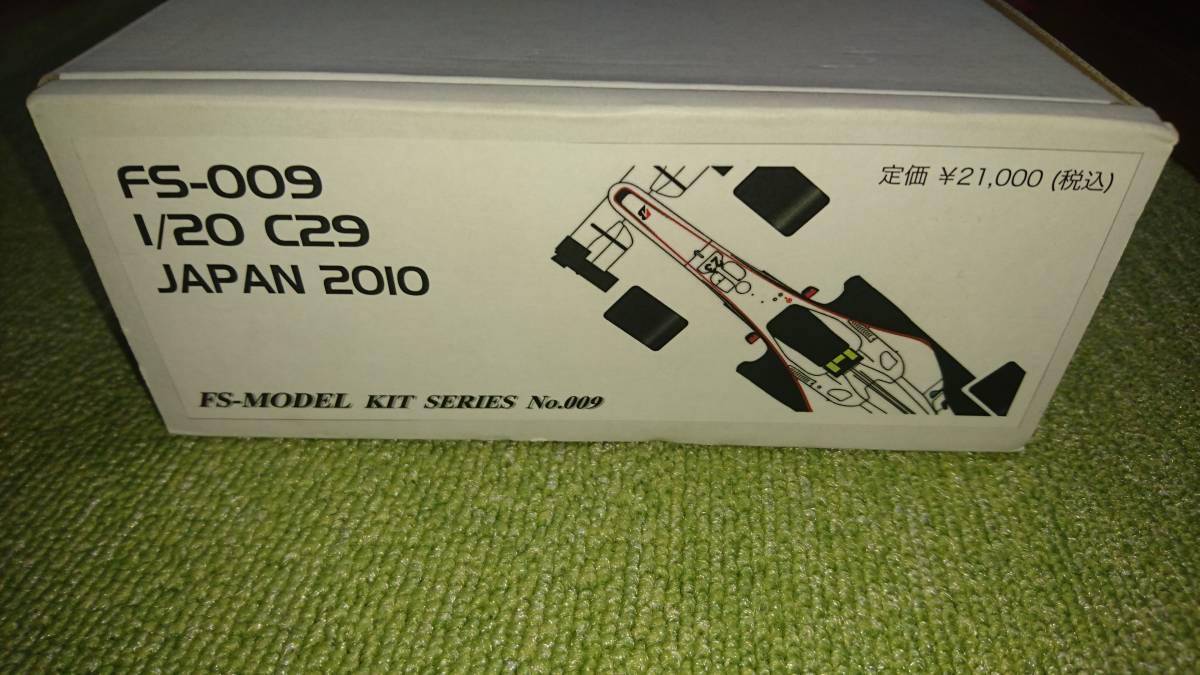 FS-009
1/20 C29
JAPAN 2010
定価 ¥21,000 (税込)
FS-MODEL KIT SERIES No.009